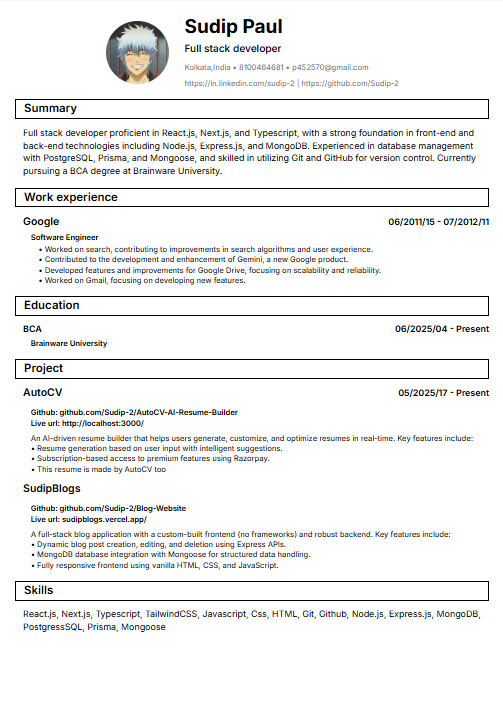 Sudip Paul
Full stack developer
Kolkata,India • 8100464681 • p452570@gmail.com
https://in.linkedin.com/sudip-2 | https://github.com/Sudip-2
Summary
Full stack developer proficient in React.js, Next.js, and Typescript, with a strong foundation in front-end and
back-end technologies including Node.js, Express.js, and MongoDB. Experienced in database management
with PostgreSQL, Prisma, and Mongoose, and skilled in utilizing Git and GitHub for version control. Currently
pursuing a BCA degree at Brainware University.
Work experience
Google 06/2011/15 - 07/2012/11
Software Engineer
• Worked on search, contributing to improvements in search algorithms and user experience.
• Contributed to the development and enhancement of Gemini, a new Google product.
• Developed features and improvements for Google Drive, focusing on scalability and reliability.
• Worked on Gmail, focusing on developing new features.
Education
BCA 06/2025/04 - Present
Brainware University
Project
AutoCV 05/2025/17 - Present
Github: github.com/Sudip-2/AutoCV-AI-Resume-Builder
Live url: http://localhost:3000/
An AI-driven resume builder that helps users generate, customize, and optimize resumes in real-time. Key features include:
• Resume generation based on user input with intelligent suggestions.
• Subscription-based access to premium features using Razorpay.
• This resume is made by AutoCV too
SudipBlogs
Github: github.com/Sudip-2/Blog-Website
Live url: sudipblogs.vercel.app/
A full-stack blog application with a custom-built frontend (no frameworks) and robust backend. Key features include:
• Dynamic blog post creation, editing, and deletion using Express APIs.
• MongoDB database integration with Mongoose for structured data handling.
• Fully responsive frontend using vanilla HTML, CSS, and JavaScript.
Skills
React.js, Next.js, Typescript, TailwindCSS, Javascript, Css, HTML, Git, Github, Node.js, Express.js, MongoDB,
PostgressSQL, Prisma, Mongoose